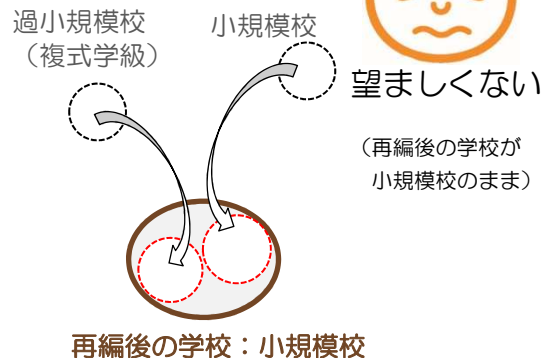 過小規模校
（複式学級）
小規模校
望ましくない
（再編後の学校が
小規模校のまま）
再編後の学校：小規模校